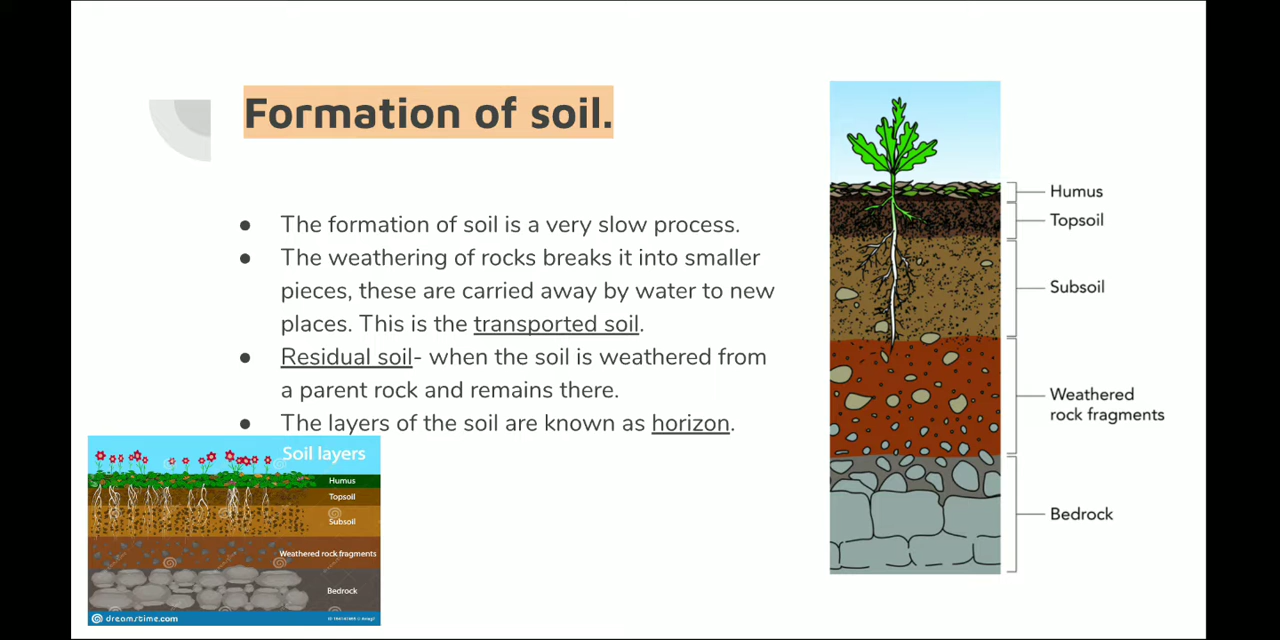 Formation of soil.
● The formation of soil is a very slow process.
● The weathering of rocks breaks it into smaller
pieces, these are carried away by water to new
places. This is the transported soil.
● Residual soil- when the soil is weathered from
a parent rock and remains there.
● The layers of the soil are known as horizon.
Humus
Topsoil
Subsoil
Weathered
rock fragments
Bedrock
Soil layers
Humus
Topsoil
Subsoil
Weathered rock fragments
Bedrock
dreamstime.com